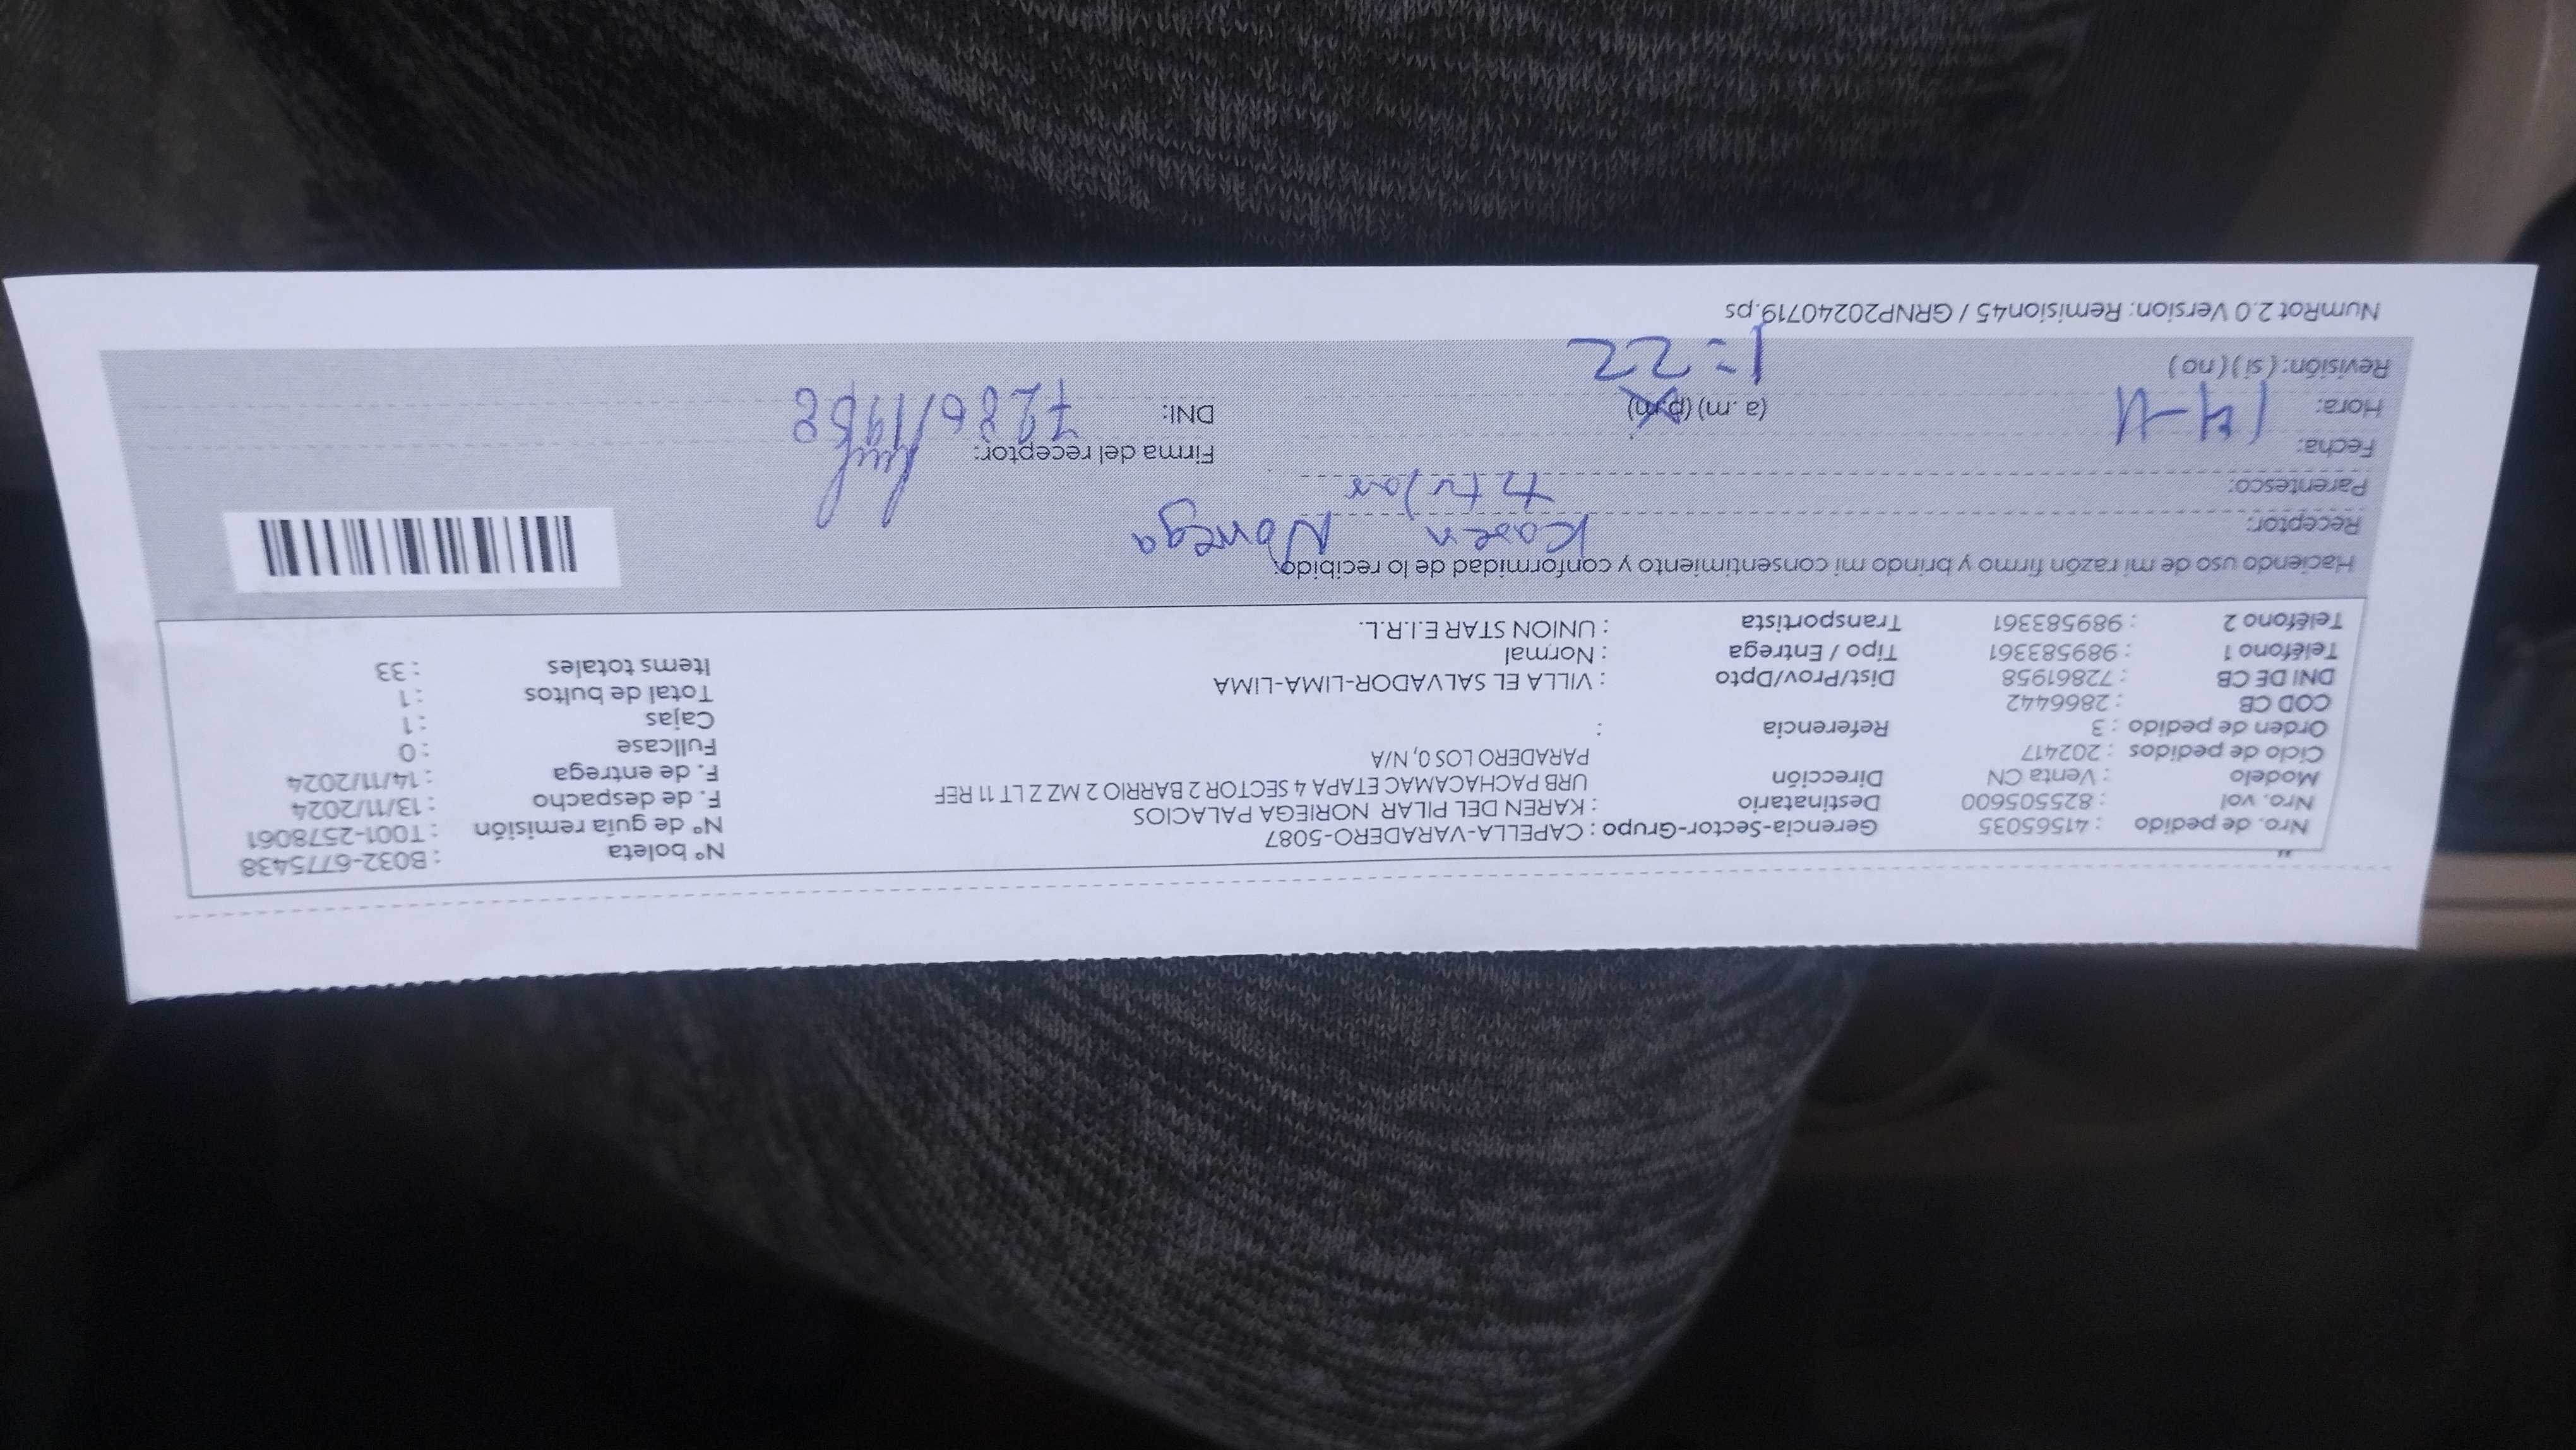 Nro. de pedido : 41565035
Nro. vol : 825505600
Modelo : Venta CN
Ciclo de pedidos : 202417
Orden de pedido : 3
COD CB : 2866442
DNI DE CB : 72861958
Teléfono 1 : 989583361
Teléfono 2 : 989583361
Gerencia-Sector-Grupo : CAPELLA-VARADERO-5087
Destinatario : KAREN DEL PILAR NORIEGA PALACIOS
Dirección URB PACHACAMAC ETAPA 4 SECTOR 2 BARRIO 2 MZ Z LT 11 REF
PARADERO LOS 0, N/A
Referencia :
Dist/Prov/Dpto : VILLA EL SALVADOR-LIMA-LIMA
Tipo / Entrega : Normal
Transportista : UNION STAR E.I.R.L.
N° boleta : B032-6775438
N° de guía remisión : T001-2578061
F. de despacho : 13/11/2024
F. de entrega : 14/11/2024
Fullcase : 0
Cajas : 1
Total de bultos : 1
Items totales : 33
Haciendo uso de mi razón firmo y brindo mi consentimiento y conformidad de lo recibido:
Receptor: Karen Noriega
Parentesco: titular
Fecha: 14-11
Hora: (a. m) (p.m) 1:22
Revisión: ( si ) ( no )
Firma del receptor:
DNI: 72861958
NumRot 2.0 Version: Remision45 / GRNP20240719.ps